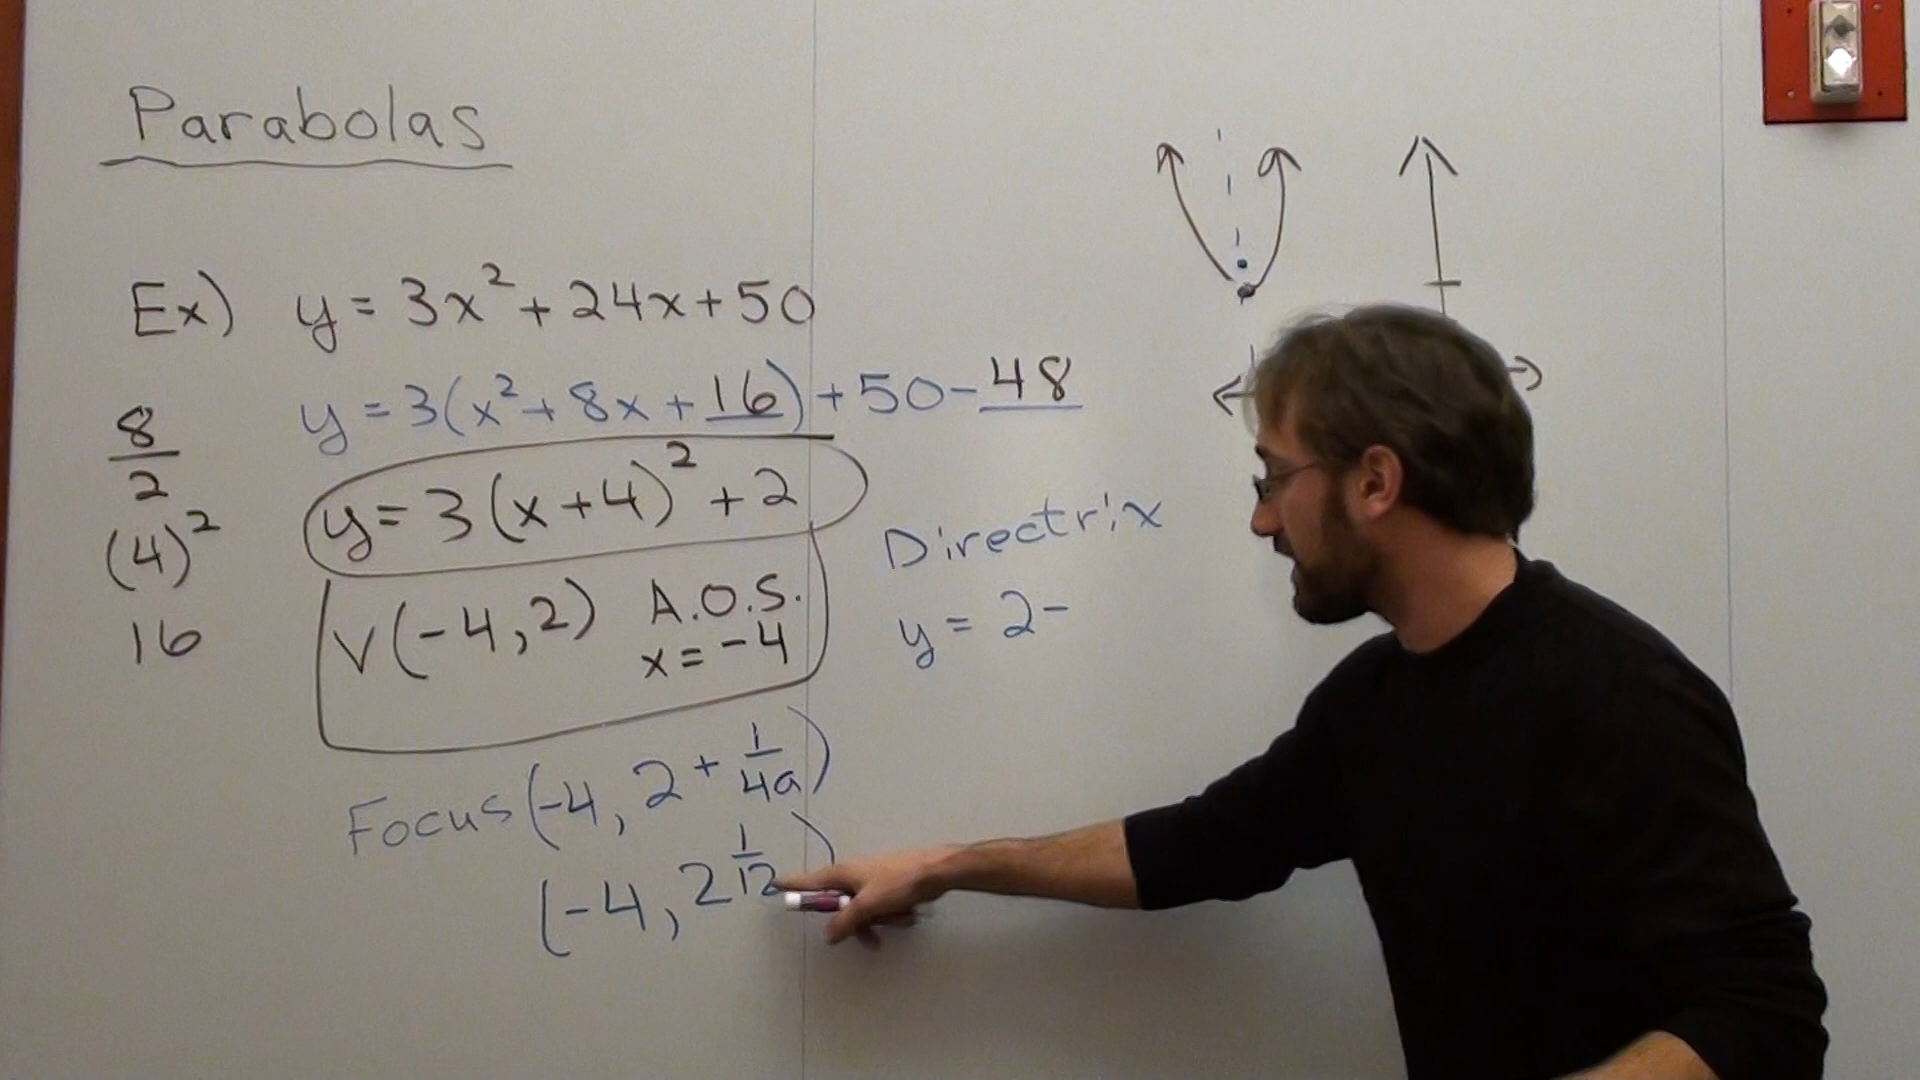 Parabolas
Ex) y = 3x² + 24x + 50
y = 3(x² + 8x + 16) + 50 - 48
8/2
(4)²
16
y = 3(x+4)² + 2
V(-4, 2) A.O.S.
x = -4
Directrix
y = 2 -
Focus (-4, 2 + 1/4a)
(-4, 2 1/12)